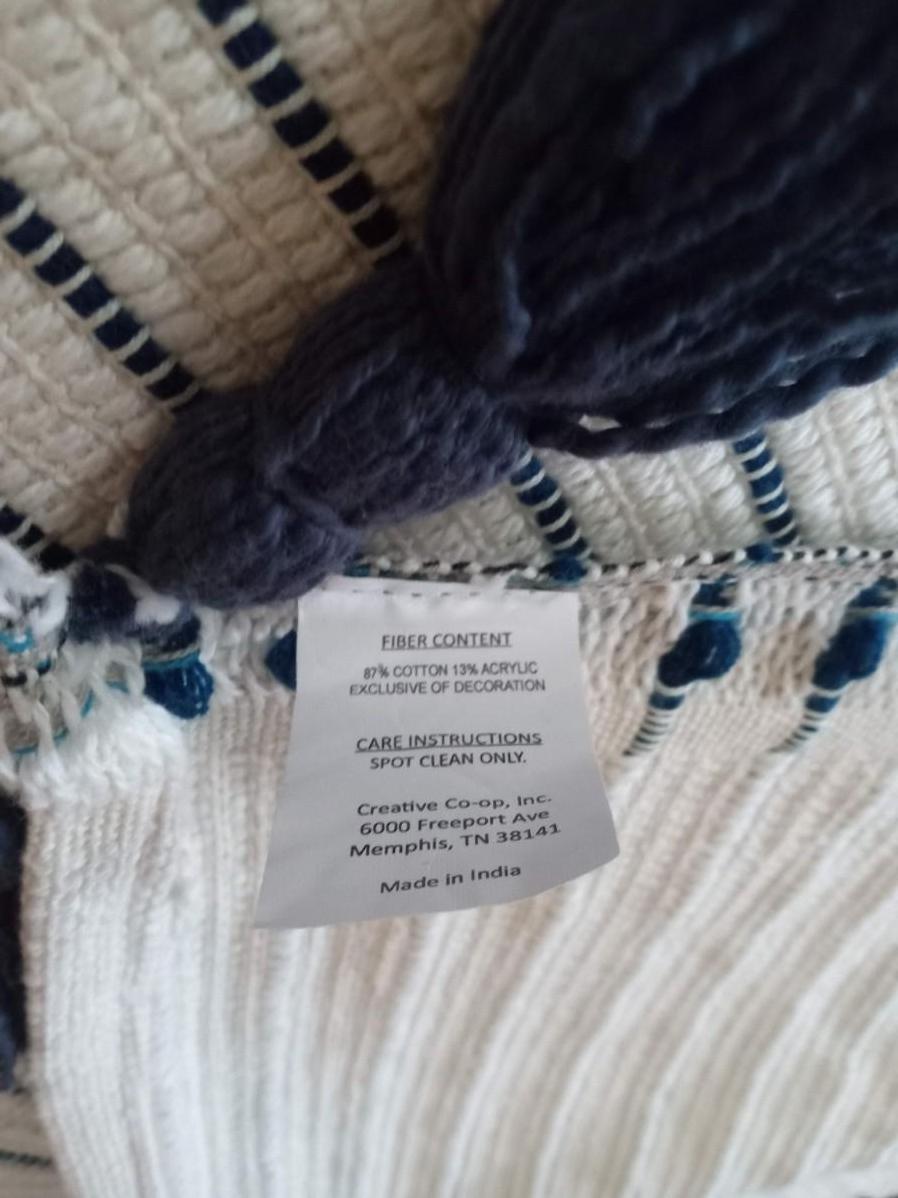 FIBER CONTENT
87% COTTON 13% ACRYLIC
EXCLUSIVE OF DECORATION
CARE INSTRUCTIONS
SPOT CLEAN ONLY.
Creative Co-op, Inc.
6000 Freeport Ave
Memphis, TN 38141
Made in India